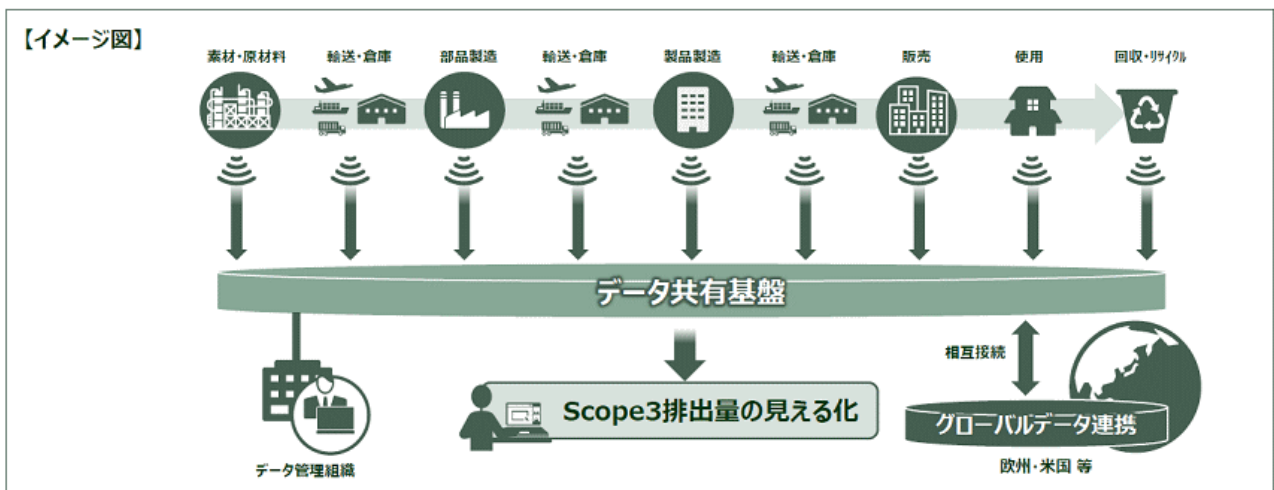 【イメージ図】
素材・原材料
輸送・倉庫
部品製造
輸送・倉庫
製品製造
輸送・倉庫
販売
使用
回収・ﾘｻｲｸﾙ
データ共有基盤
相互接続
Scope3排出量の見える化
グローバルデータ連携
データ管理組織
欧州・米国 等